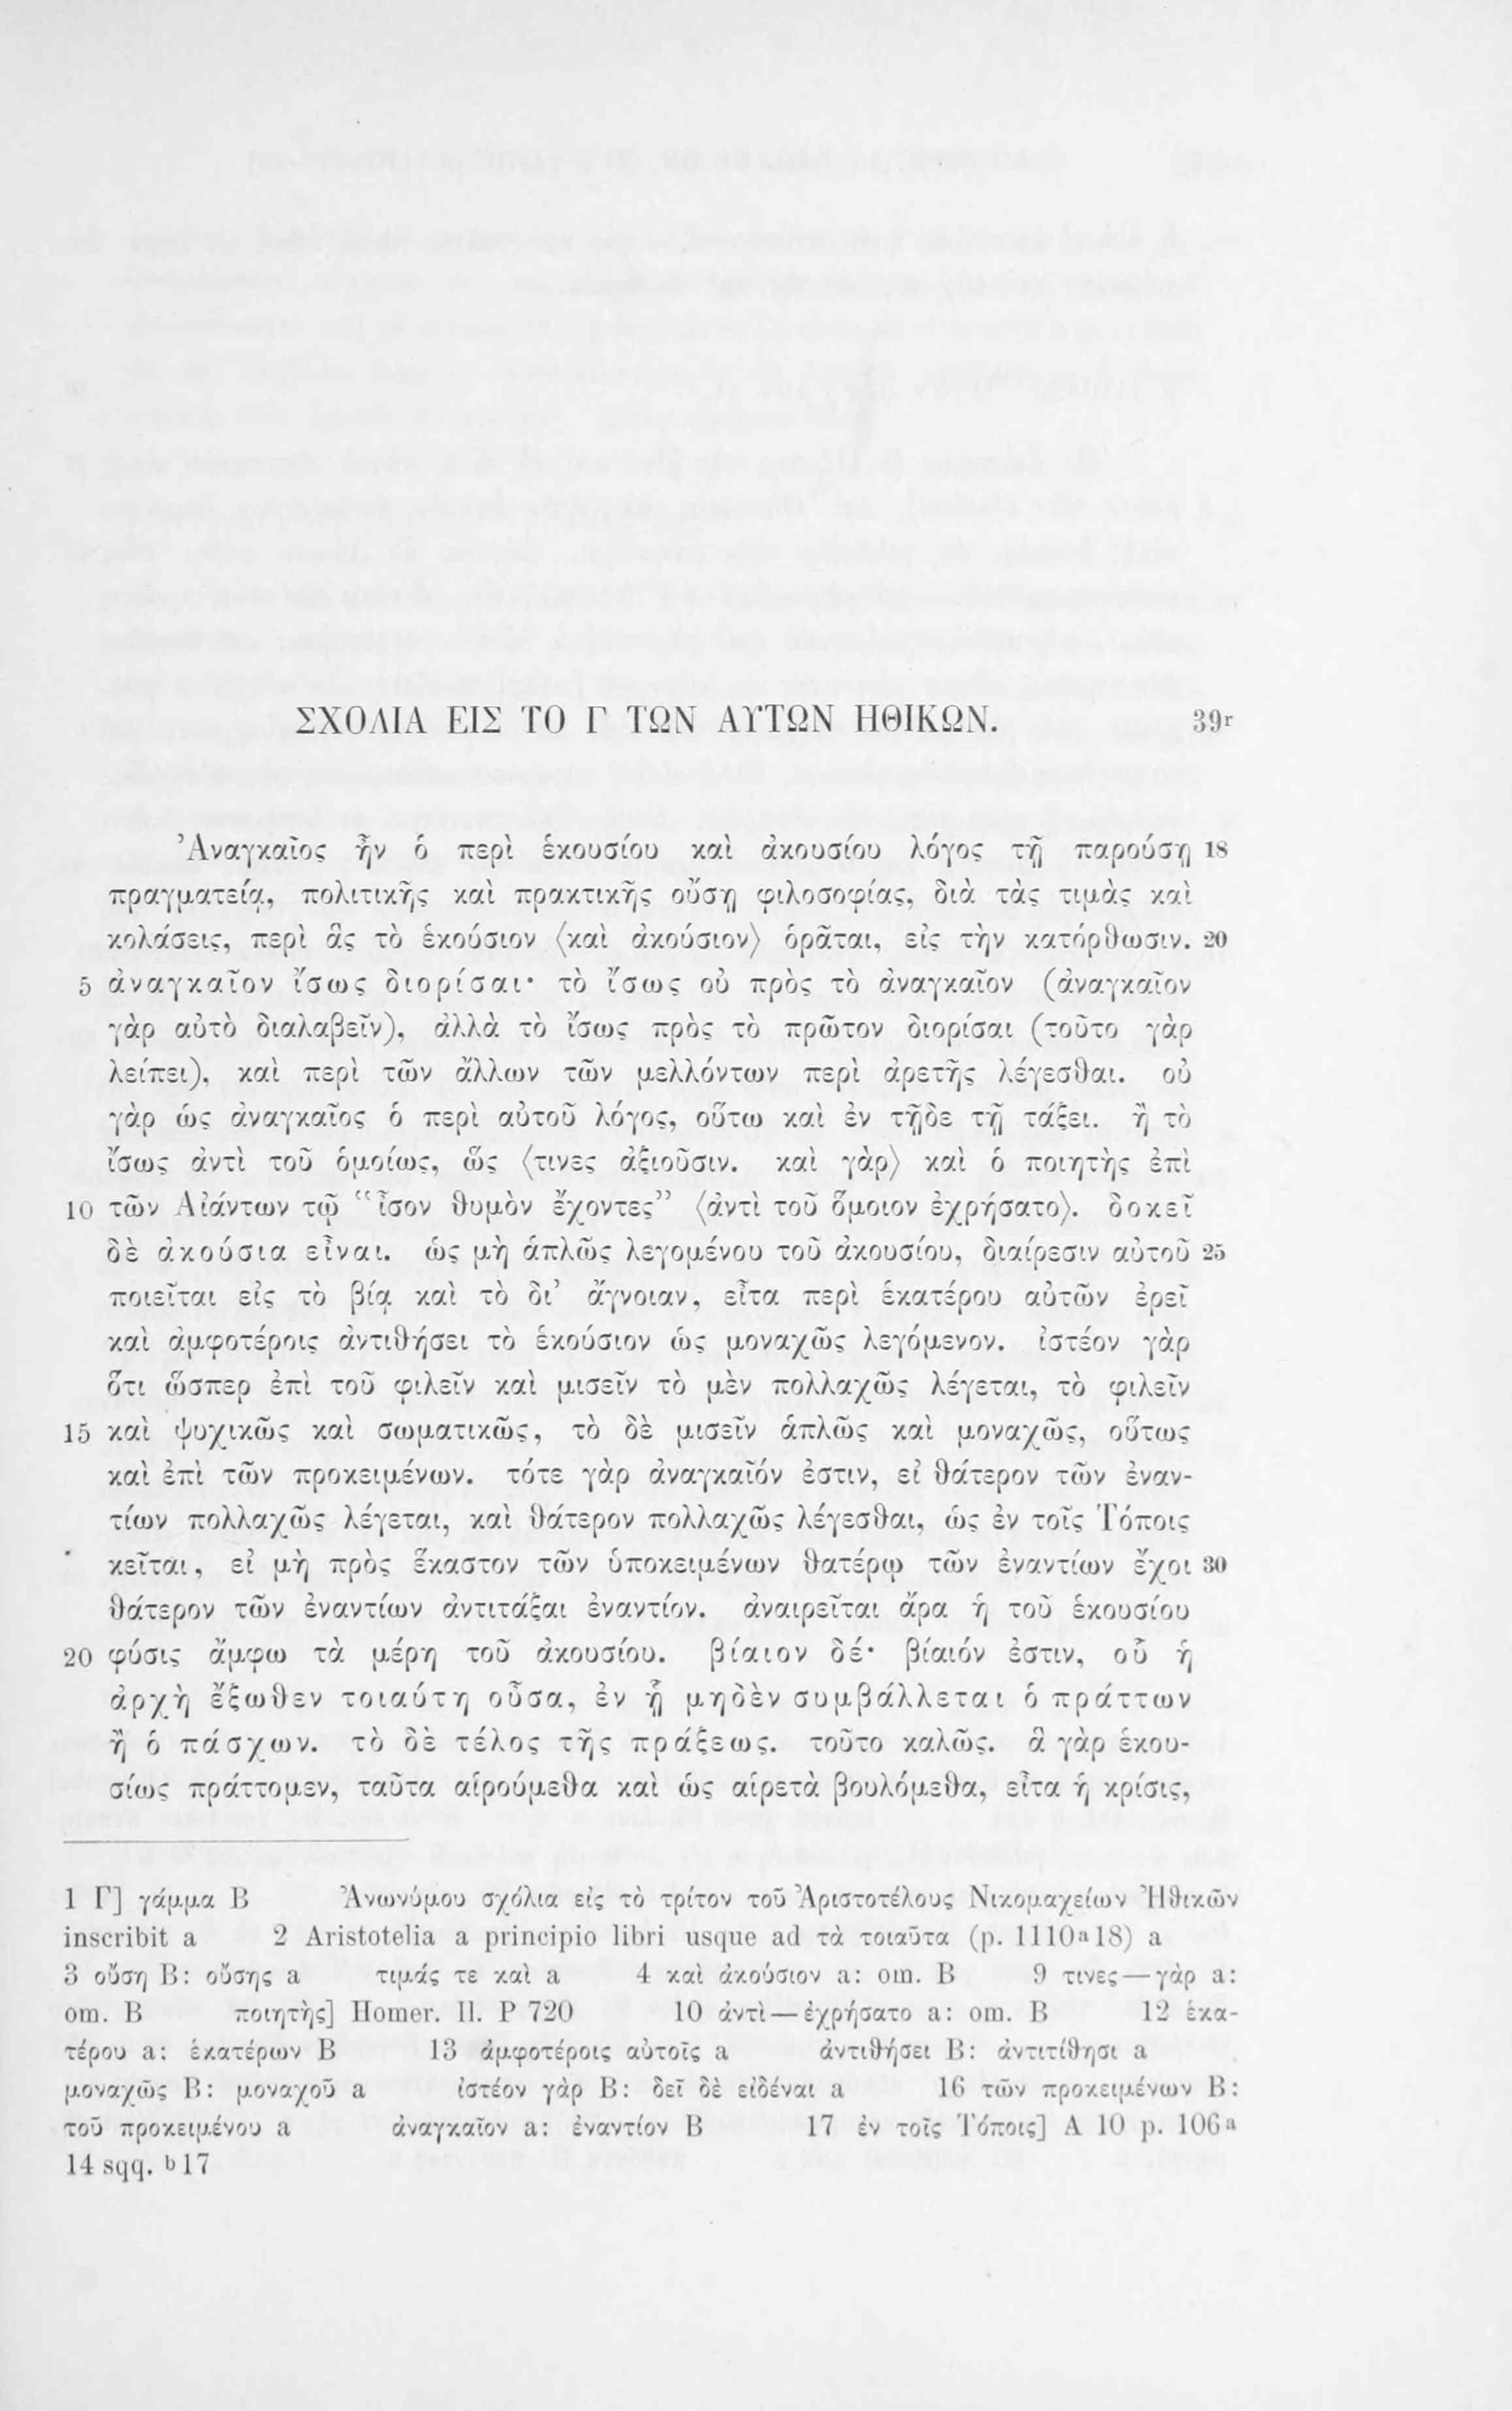 ΣΧΟΛΙΑ ΕΙΣ ΤΟ Γ ΤΩΝ ΑΥΤΩΝ ΗΘΙΚΩΝ. 39r
Ἀναγκαῖος ἦν ὁ περὶ ἑκουσίου καὶ ἀκουσίου λόγος τῇ παρούσῃ 18
πραγματείᾳ, πολιτικῆς καὶ πρακτικῆς οὔσῃ φιλοσοφίας, διὰ τὰς τιμὰς καὶ
κολάσεις, περὶ ἃς τὸ ἑκούσιον ⟨καὶ ἀκούσιον⟩ ὁρᾶται, εἰς τὴν κατόρθωσιν. 20
5 ἀναγκαῖον ἴσως διορίσαι· τὸ ἴσως οὐ πρὸς τὸ ἀναγκαῖον (ἀναγκαῖον
γὰρ αὐτὸ διαλαβεῖν), ἀλλὰ τὸ ἴσως πρὸς τὸ πρῶτον διορίσαι (τοῦτο γὰρ
λείπει), καὶ περὶ τῶν ἄλλων τῶν μελλόντων περὶ ἀρετῆς λέγεσθαι. οὐ
γὰρ ὡς ἀναγκαῖος ὁ περὶ αὐτοῦ λόγος, οὕτω καὶ ἐν τῇδε τῇ τάξει. ἢ τὸ
ἴσως ἀντὶ τοῦ ὁμοίως, ὥς ⟨τινες ἀξιοῦσιν. καὶ γὰρ⟩ καὶ ὁ ποιητὴς ἐπὶ
10 τῶν Αἰάντων τῷ “ἶσον θυμὸν ἔχοντες” ⟨ἀντὶ τοῦ ὅμοιον ἐχρήσατο⟩. δοκεῖ
δὲ ἀκούσια εἶναι. ὡς μὴ ἁπλῶς λεγομένου τοῦ ἀκουσίου, διαίρεσιν αὐτοῦ 25
ποιεῖται εἰς τὸ βίᾳ καὶ τὸ δι’ ἄγνοιαν, εἶτα περὶ ἑκατέρου αὐτῶν ἐρεῖ
καὶ ἀμφοτέροις ἀντιθήσει τὸ ἑκούσιον ὡς μοναχῶς λεγόμενον. ἰστέον γὰρ
ὅτι ὥσπερ ἐπὶ τοῦ φιλεῖν καὶ μισεῖν τὸ μὲν πολλαχῶς λέγεται, τὸ φιλεῖν
15 καὶ ψυχικῶς καὶ σωματικῶς, τὸ δὲ μισεῖν ἁπλῶς καὶ μοναχῶς, οὕτως
καὶ ἐπὶ τῶν προκειμένων. τότε γὰρ ἀναγκαῖόν ἐστιν, εἰ θάτερον τῶν ἐναν-
τίων πολλαχῶς λέγεται, καὶ θάτερον πολλαχῶς λέγεσθαι, ὡς ἐν τοῖς Τόποις
κεῖται, εἰ μὴ πρὸς ἕκαστον τῶν ὑποκειμένων θατέρῳ τῶν ἐναντίων ἔχοι 30
θάτερον τῶν ἐναντίων ἀντιτάξαι ἐναντίον. ἀναιρεῖται ἄρα ἡ τοῦ ἑκουσίου
20 φύσις ἄμφω τὰ μέρη τοῦ ἀκουσίου. βίαιον δέ· βίαιόν ἐστιν, οὗ ἡ
ἀρχὴ ἔξωθεν τοιαύτη οὖσα, ἐν ᾗ μηδὲν συμβάλλεται ὁ πράττων
ἢ ὁ πάσχων. τὸ δὲ τέλος τῆς πράξεως. τοῦτο καλῶς. ἃ γὰρ ἑκου-
σίως πράττομεν, ταῦτα αἱρούμεθα καὶ ὡς αἱρετὰ βουλόμεθα, εἶτα ἡ κρίσις,
1 Γ] γάμμα B Ἀνωνύμου σχόλια εἰς τὸ τρίτον τοῦ Ἀριστοτέλους Νικομαχείων Ἠθικῶν
inscribit a 2 Aristotelia a principio libri usque ad τὰ τοιαῦτα (p. 1110a18) a
3 οὔσῃ B: οὔσης a τιμάς τε καὶ a 4 καὶ ἀκούσιον a: om. B 9 τινες — γὰρ a:
om. B ποιητὴς] Homer. Il. P 720 10 ἀντὶ — ἐχρήσατο a: om. B 12 ἑκα-
τέρου a: ἑκατέρων B 13 ἀμφοτέροις αὐτοῖς a ἀντιθήσει B: ἀντιτίθησι a
μοναχῶς B: μοναχοῦ a ἰστέον γὰρ B: δεῖ δὲ εἰδέναι a 16 τῶν προκειμένων B:
τοῦ προκειμένου a ἀναγκαῖον a: ἐναντίον B 17 ἐν τοῖς Τόποις] A 10 p. 106a
14 sqq. b17